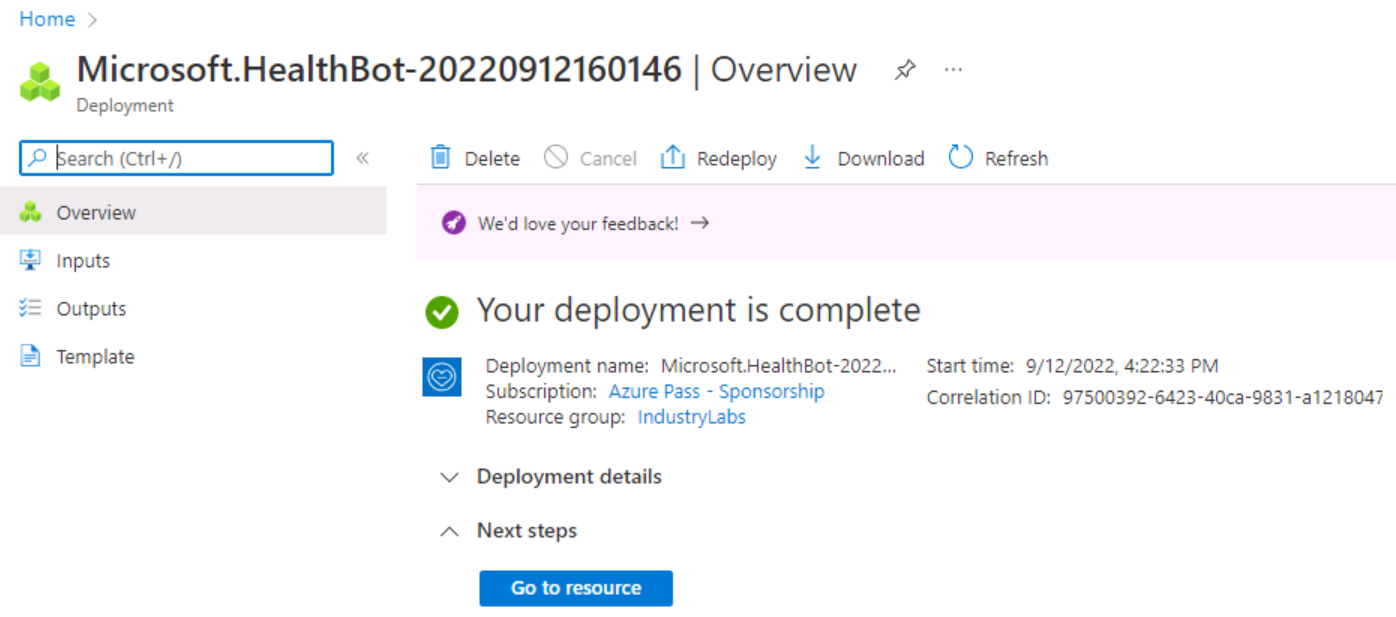 Home >
Microsoft.HealthBot-20220912160146 | Overview ...
Deployment
Search (Ctrl+/) «
Overview
Inputs
Outputs
Template
Delete Cancel Redeploy Download Refresh
We'd love your feedback! →
Your deployment is complete
Deployment name: Microsoft.HealthBot-2022...
Subscription: Azure Pass - Sponsorship
Resource group: IndustryLabs
Start time: 9/12/2022, 4:22:33 PM
Correlation ID: 97500392-6423-40ca-9831-a1218047
Deployment details
Next steps
Go to resource